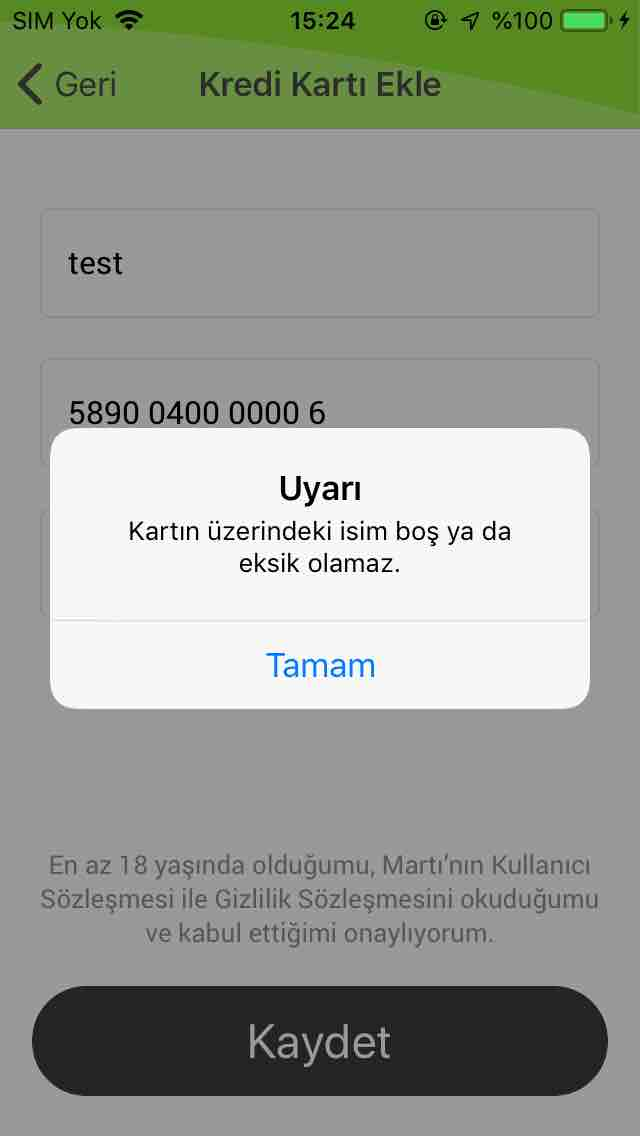 SIM Yok 15:24 %100
Geri Kredi Kartı Ekle
test
5890 0400 0000 6
Uyarı
Kartın üzerindeki isim boş ya da
eksik olamaz.
Tamam
En az 18 yaşında olduğumu, Martı’nın Kullanıcı
Sözleşmesi ile Gizlilik Sözleşmesini okuduğumu
ve kabul ettiğimi onaylıyorum.
Kaydet